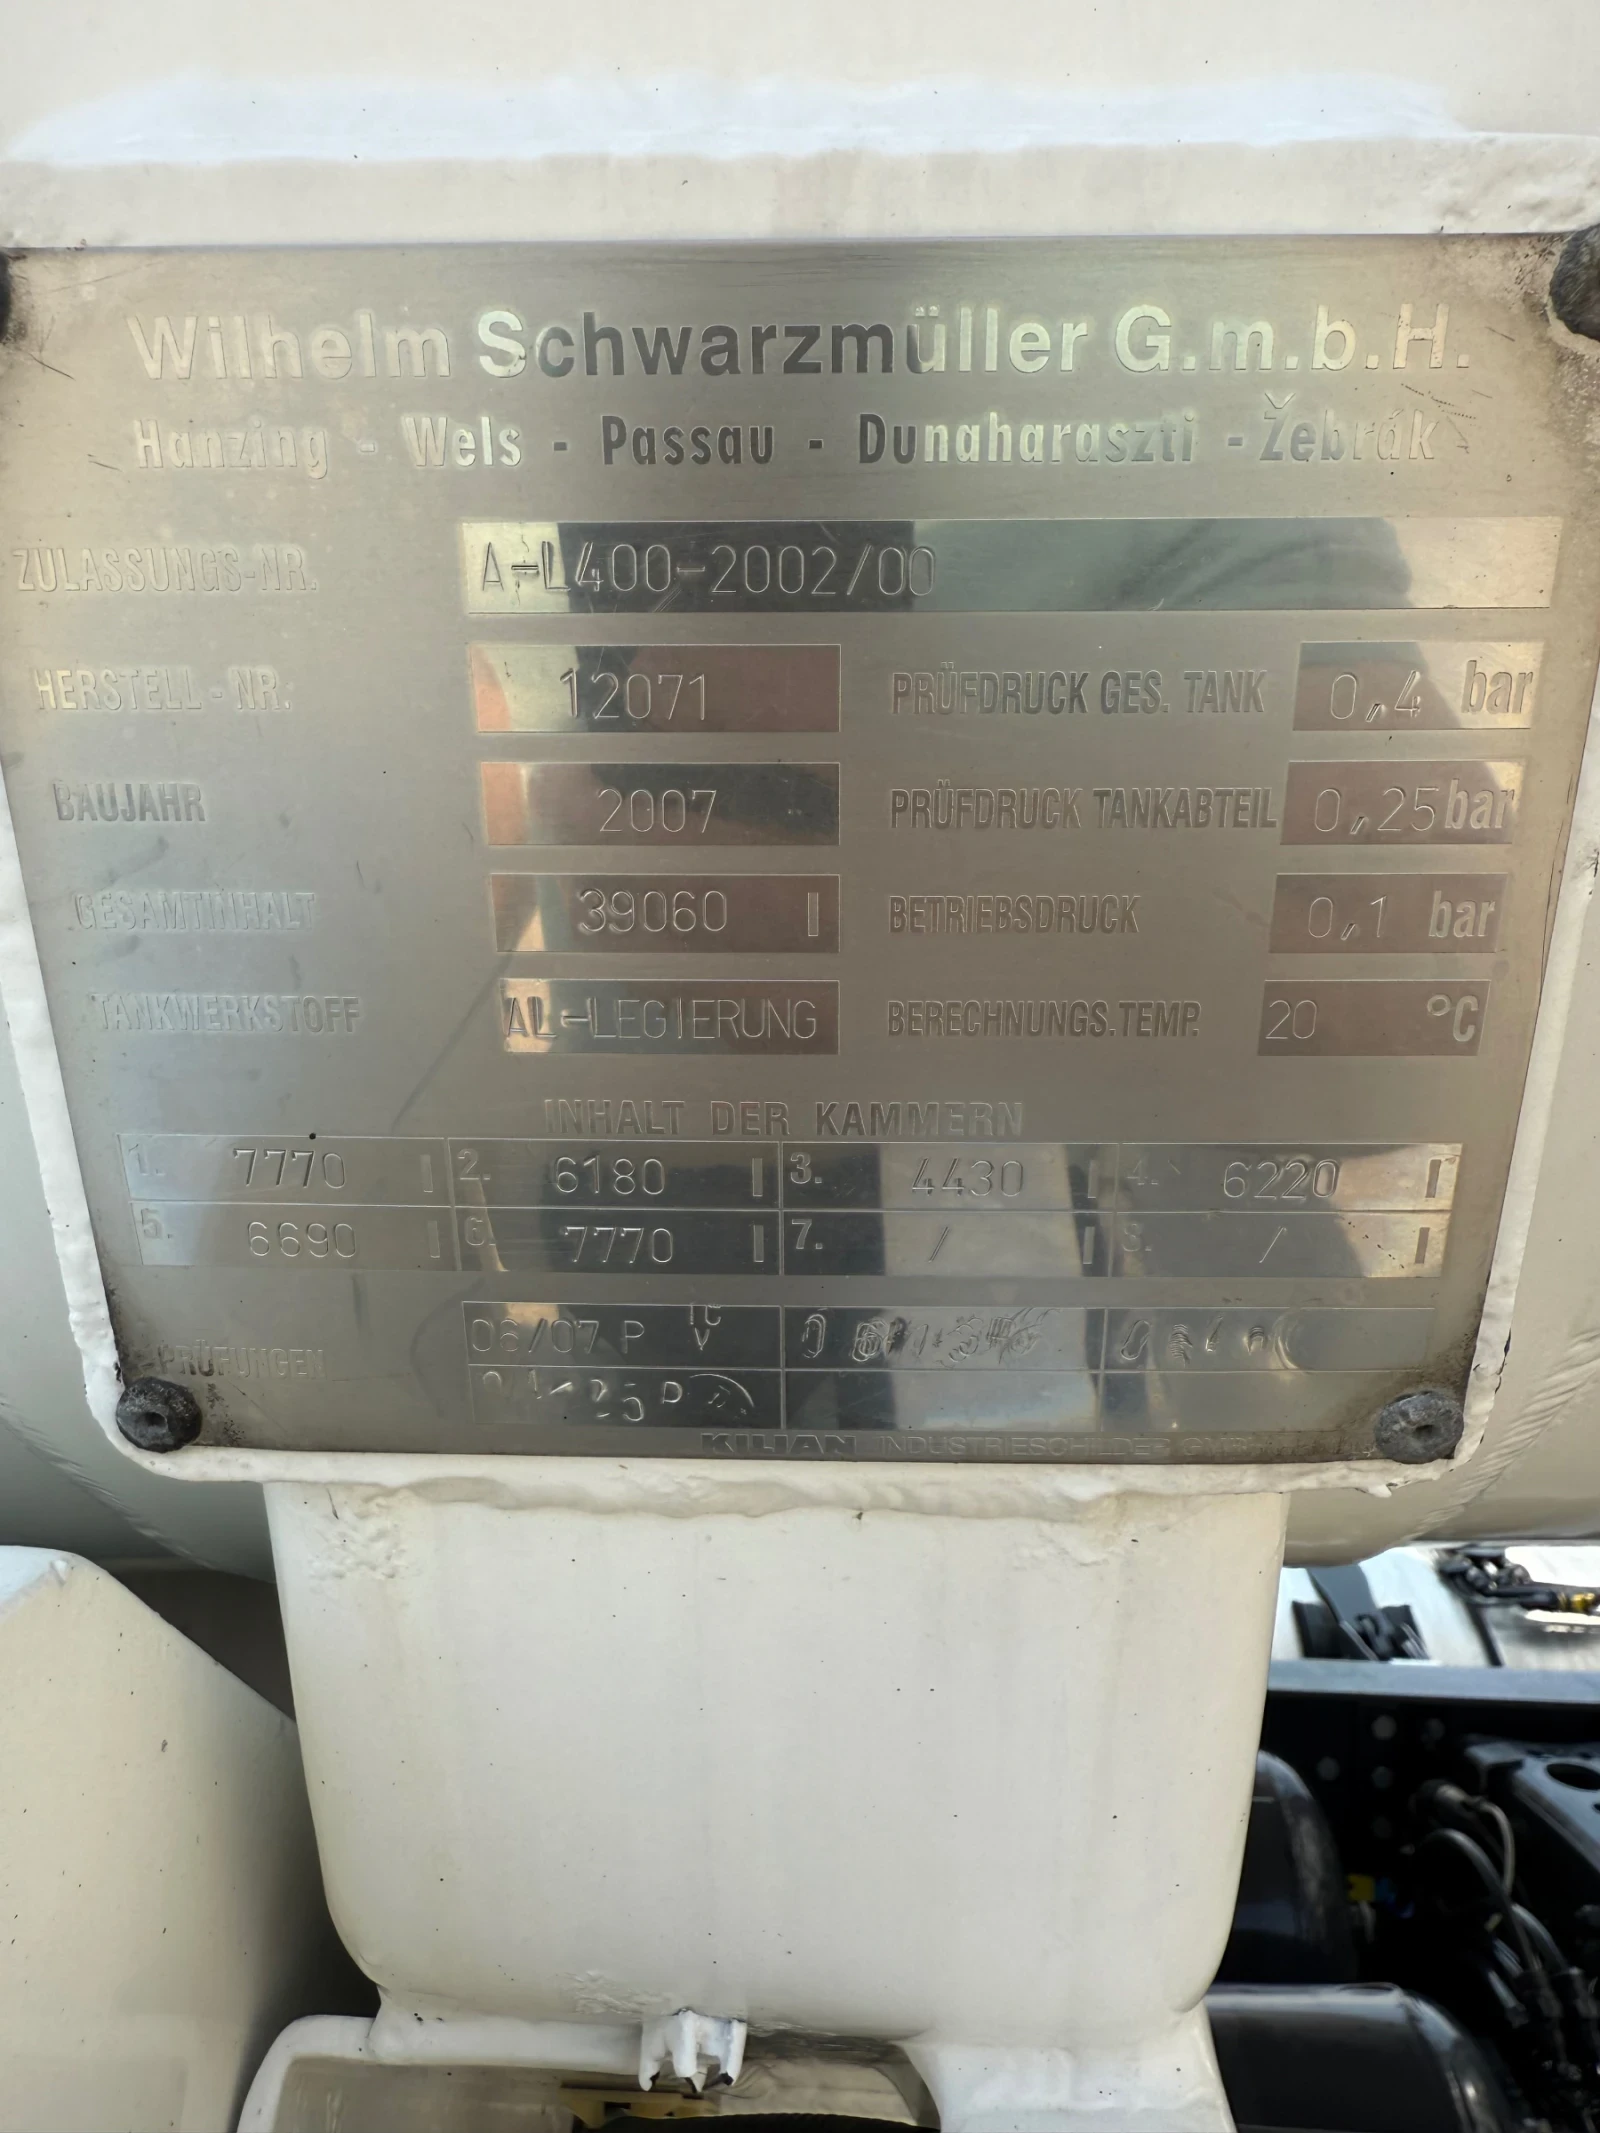 Wilhelm Schwarzmüller G.m.b.H.
Hanzing - Wels - Passau - Dunaharaszti - Žebrák
ZULASSUNGS-NR. A-L400-2002/00
HERSTELL-NR: 12071 PRÜFDRUCK GES. TANK 0,4 bar
BAUJAHR 2007 PRÜFDRUCK TANKABTEIL 0,25 bar
GESAMTINHALT 39060 l BETRIEBSDRUCK 0,1 bar
TANKWERKSTOFF AL-LEGIERUNG BERECHNUNGS.TEMP. 20 °C
INHALT DER KAMMERN
1. 7770 l 2. 6180 l 3. 4430 l 4. 6220 l
5. 6690 l 6. 7770 l 7. / l 8. / l
PRÜFUNGEN 06/07 P
KILIAN INDUSTRIESCHILDER GMBH